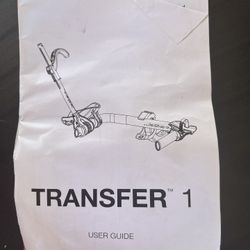 TRANSFER™ 1
USER GUIDE